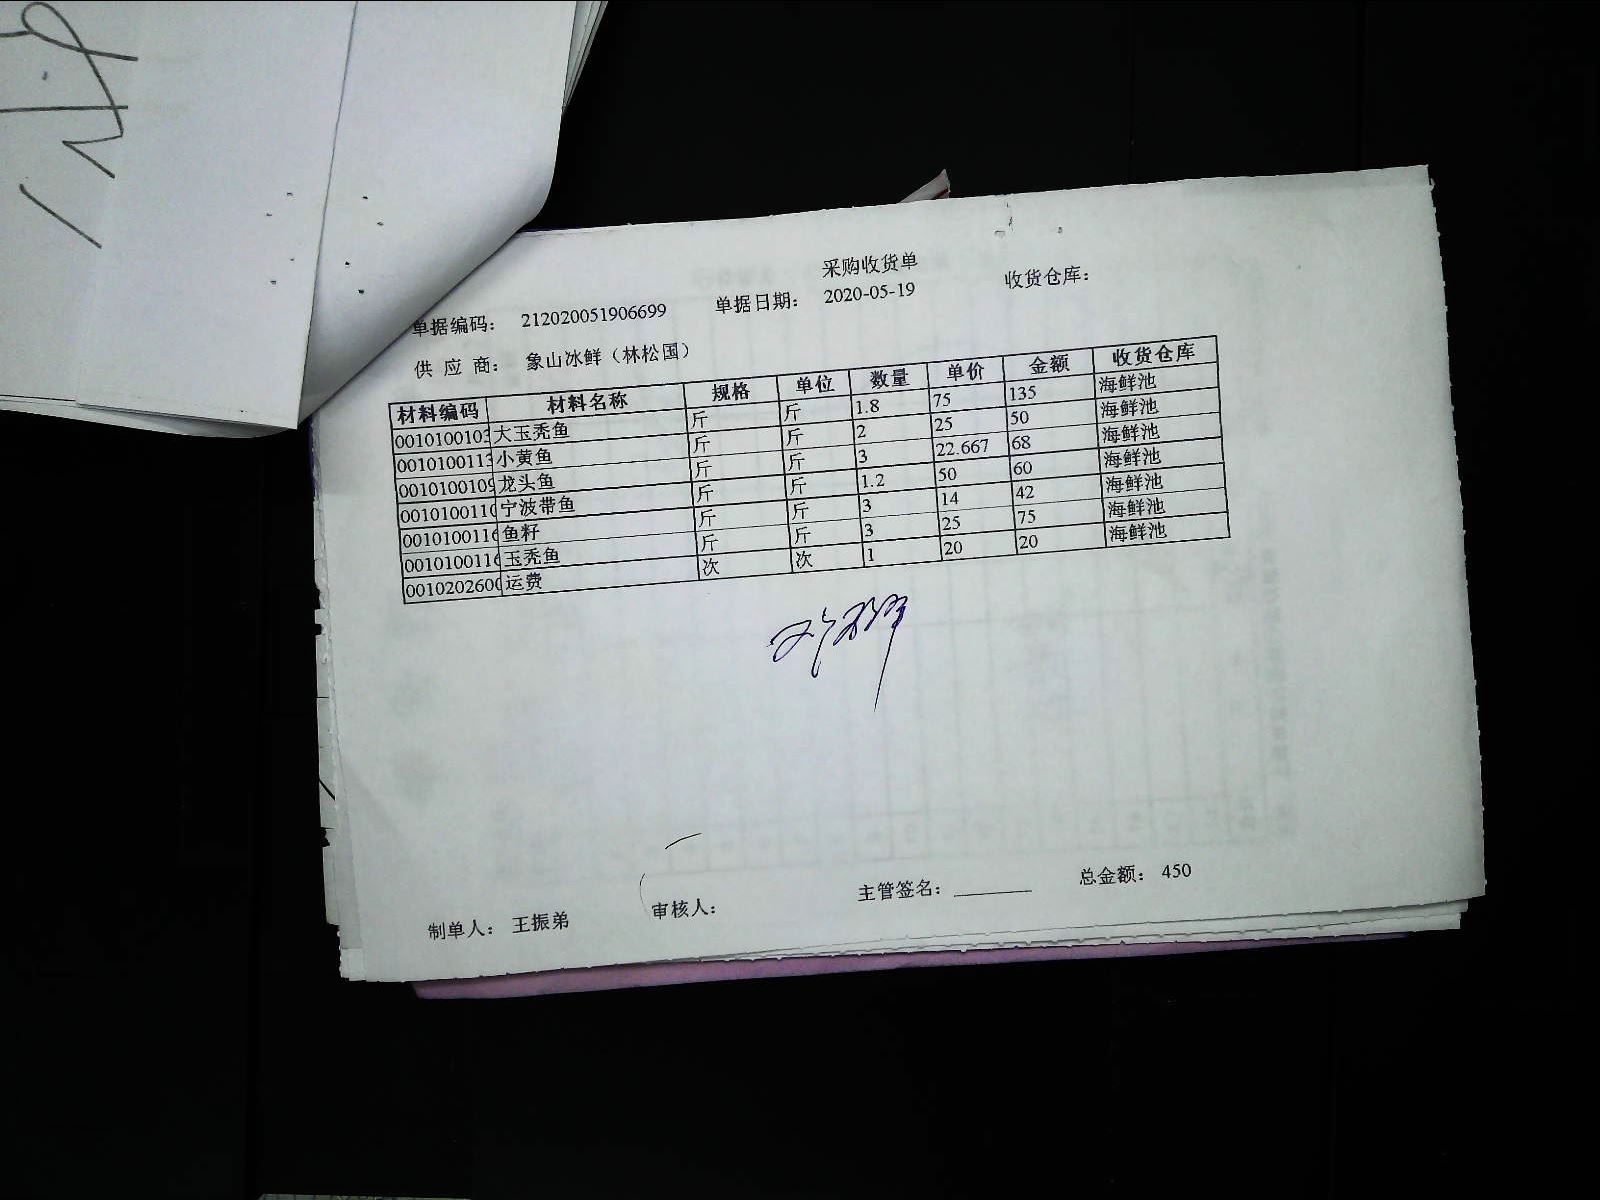 采购收货单
单据编码： 212020051906699 单据日期： 2020-05-19 收货仓库：
供 应 商： 象山冰鲜（林松国）
材料编码 材料名称 规格 单位 数量 单价 金额 收货仓库
001010010 大玉秃鱼 斤 斤 1.8 75 135 海鲜池
0010100113 小黄鱼 斤 斤 2 25 50 海鲜池
001010010 龙头鱼 斤 斤 3 22.667 68 海鲜池
001010011 宁波带鱼 斤 斤 1.2 50 60 海鲜池
001010011 鱼籽 斤 斤 3 14 42 海鲜池
001010011 玉秃鱼 斤 斤 3 25 75 海鲜池
001020260 运费 次 次 1 20 20 海鲜池
制单人： 王振弟 审核人： 主管签名： 总金额： 450